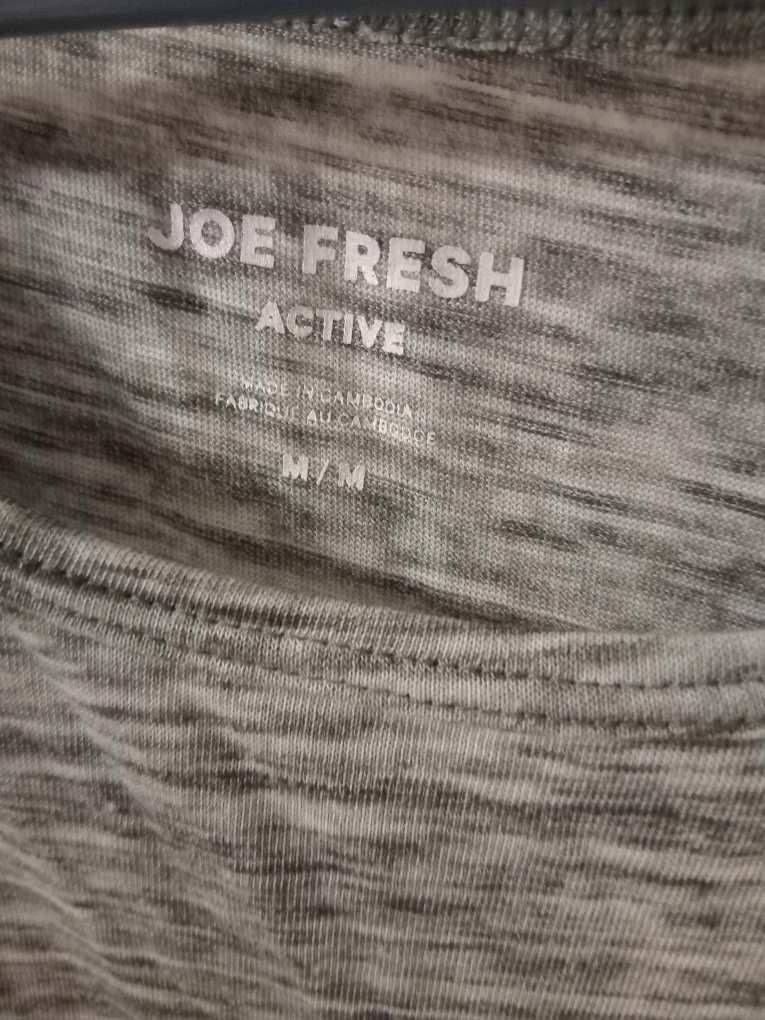 JOE FRESH
ACTIVE
MADE IN CAMBODIA
FABRIQUÉ AU CAMBODGE
M / M